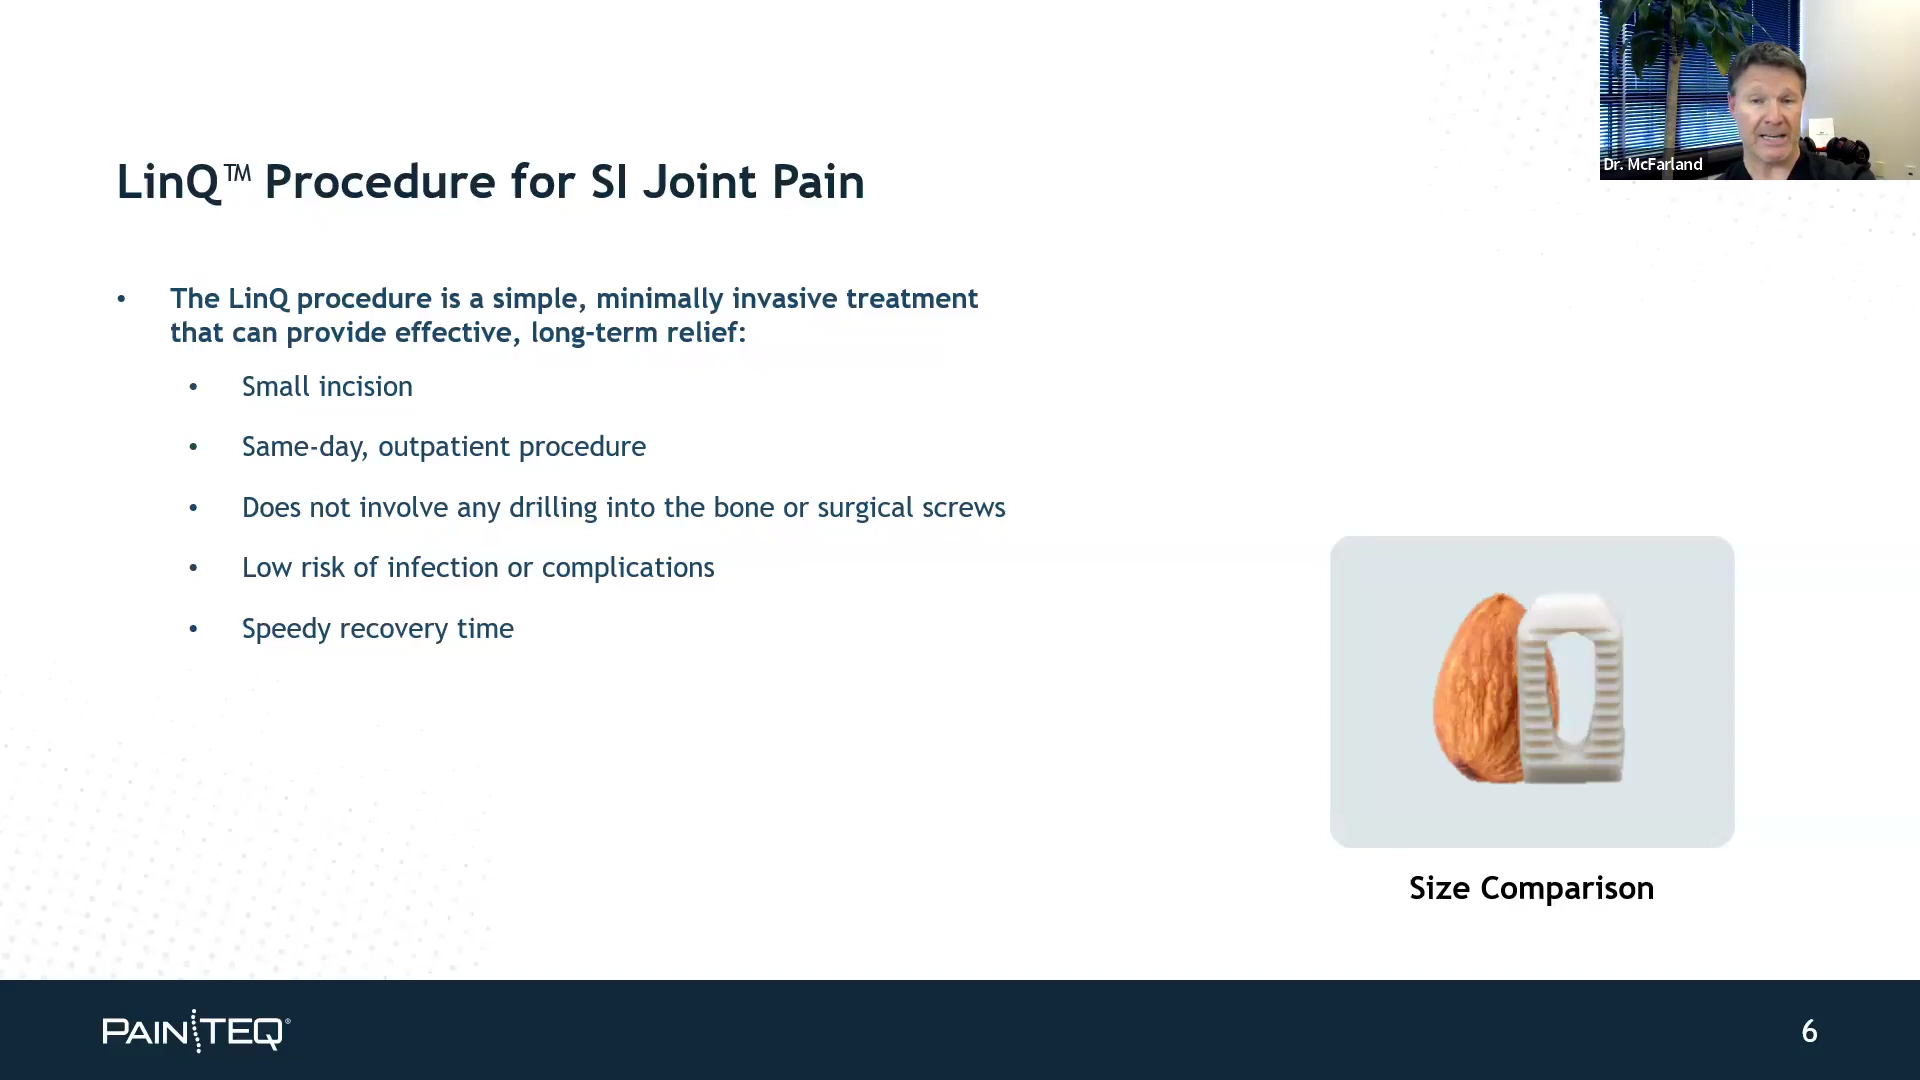 Dr. McFarland
LinQ™ Procedure for SI Joint Pain
• The LinQ procedure is a simple, minimally invasive treatment
that can provide effective, long-term relief:
• Small incision
• Same-day, outpatient procedure
• Does not involve any drilling into the bone or surgical screws
• Low risk of infection or complications
• Speedy recovery time
Size Comparison
PAINTEQ®
6